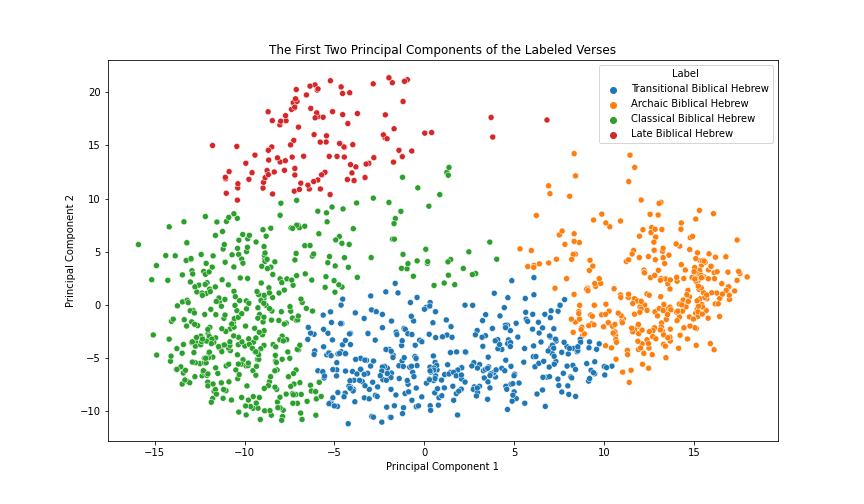 The First Two Principal Components of the Labeled Verses
Label
Transitional Biblical Hebrew
Archaic Biblical Hebrew
Classical Biblical Hebrew
Late Biblical Hebrew
20
15
10
5
0
−5
−10
Principal Component 2
−15
−10
−5
0
5
10
15
Principal Component 1